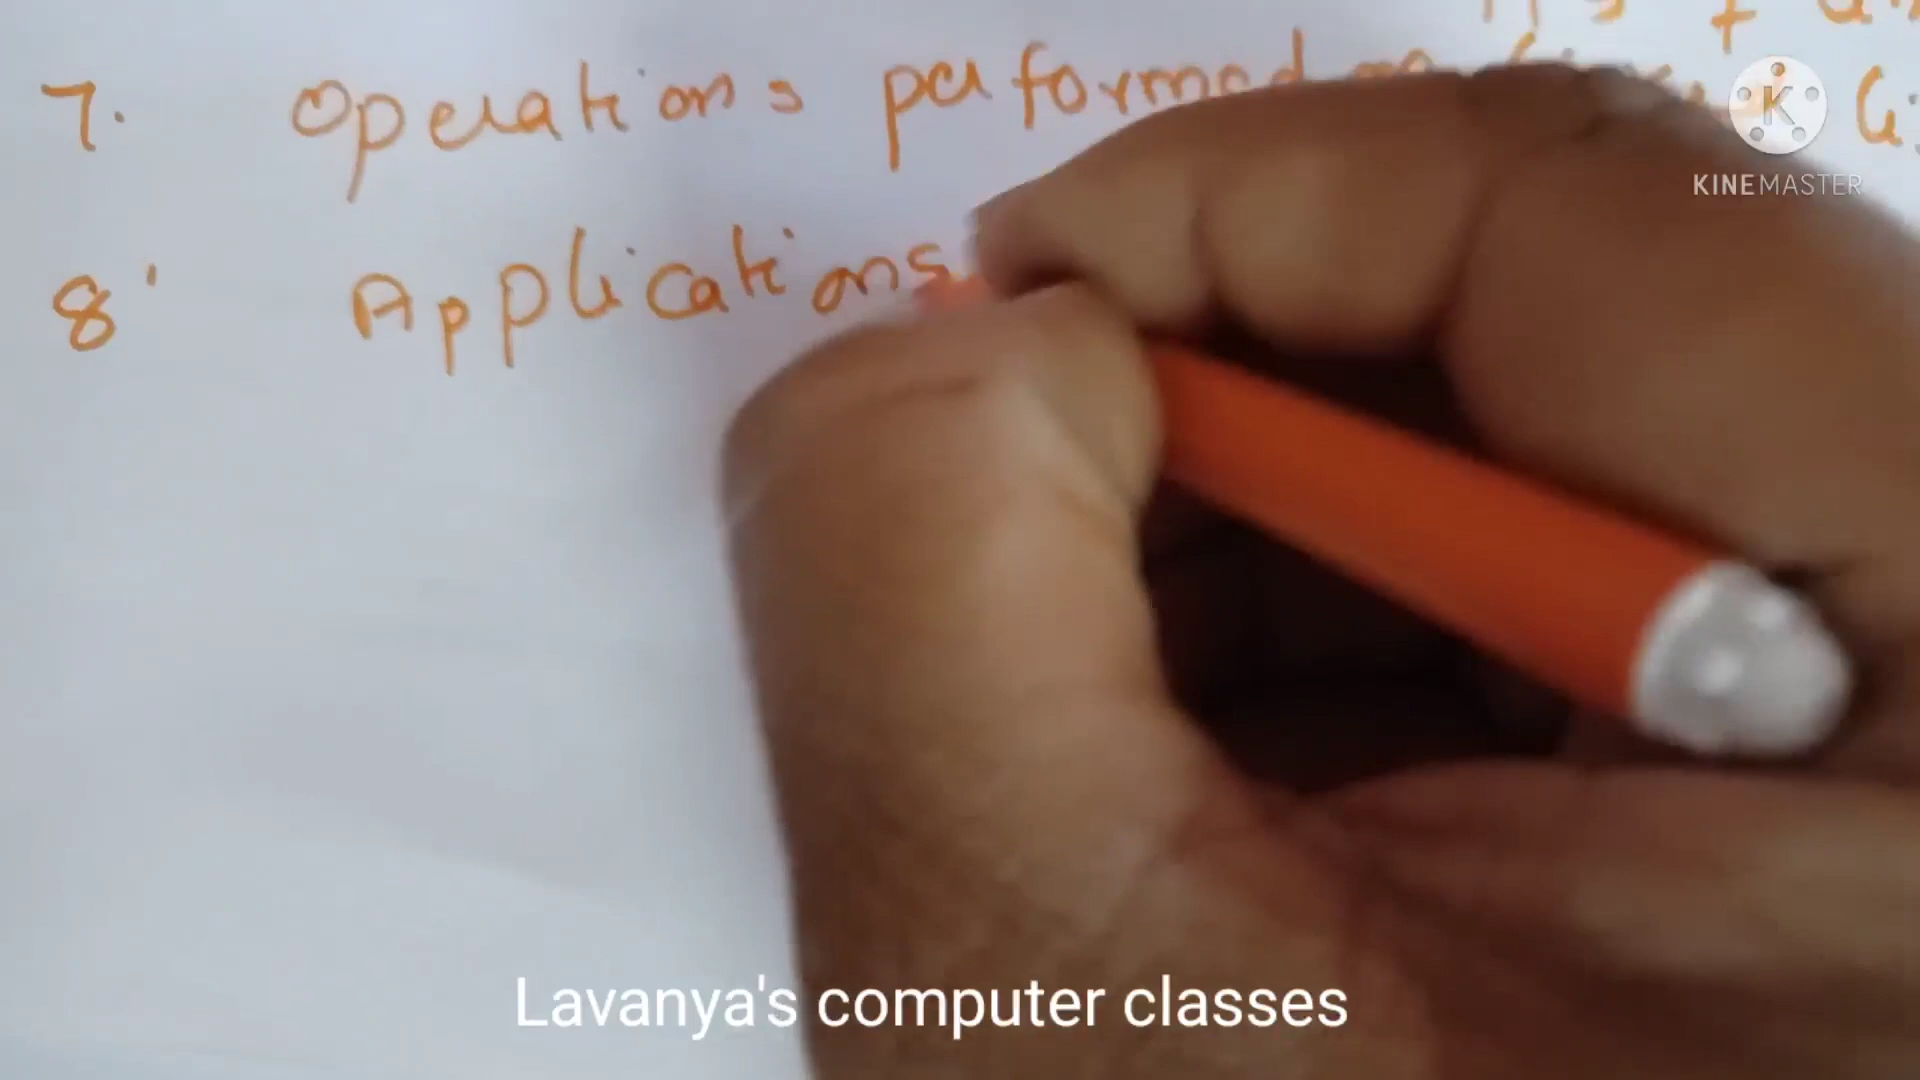 7. Operations performed
8. Applications
KINEMASTER
Lavanya's computer classes